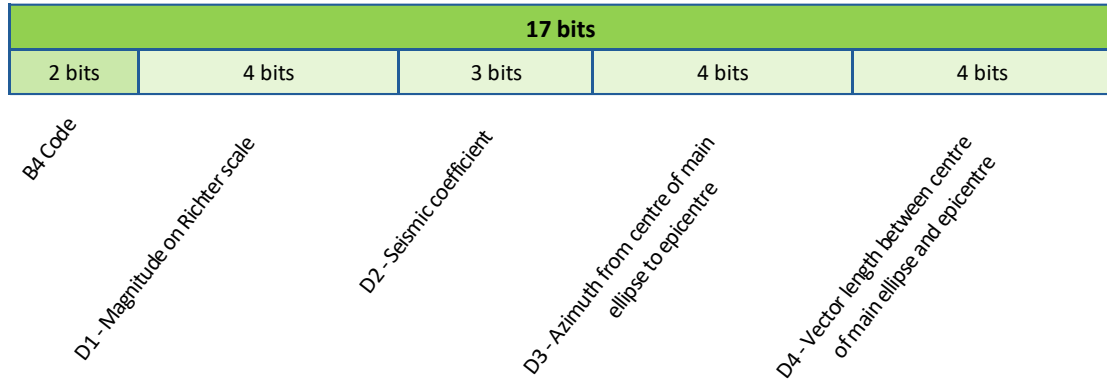 17 bits
2 bits
4 bits
3 bits
4 bits
4 bits
B4 Code
D1 - Magnitude on Richter scale
D2 - Seismic coefficient
D3 - Azimuth from centre of main
ellipse to epicentre
D4 - Vector length between centre
of main ellipse and epicentre